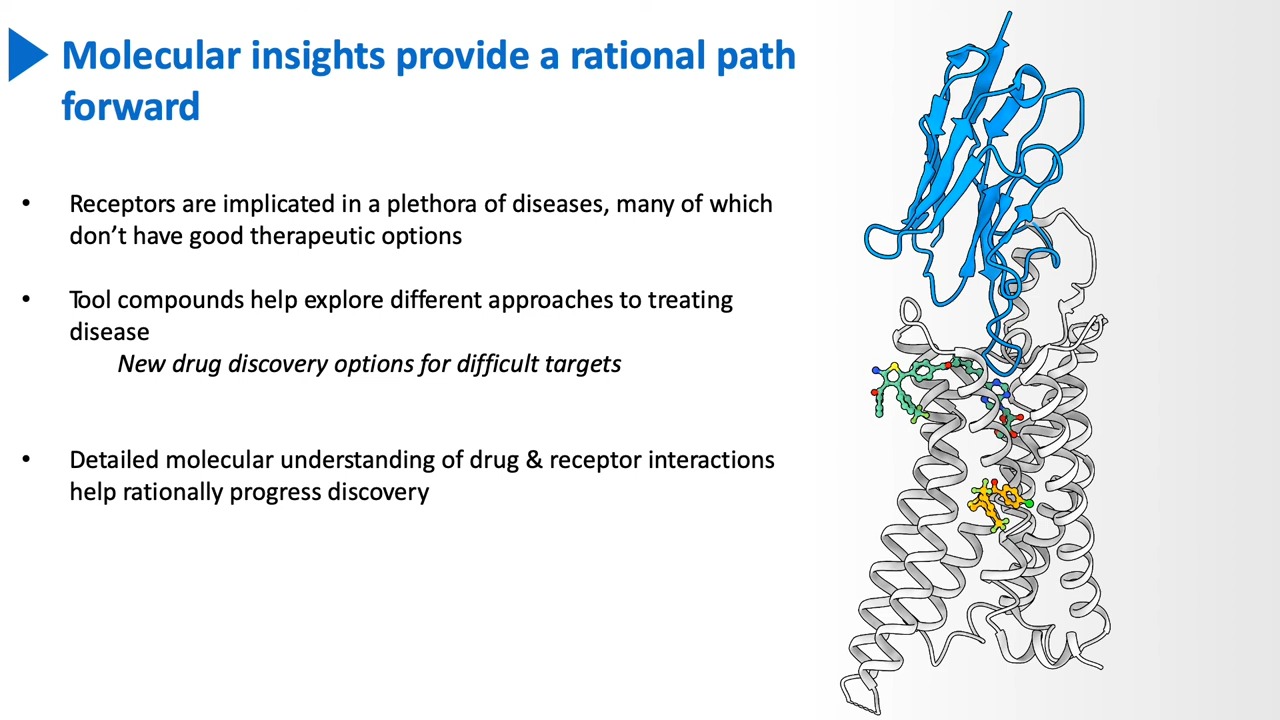 Molecular insights provide a rational path
forward
• Receptors are implicated in a plethora of diseases, many of which
don’t have good therapeutic options
• Tool compounds help explore different approaches to treating
disease
New drug discovery options for difficult targets
• Detailed molecular understanding of drug & receptor interactions
help rationally progress discovery